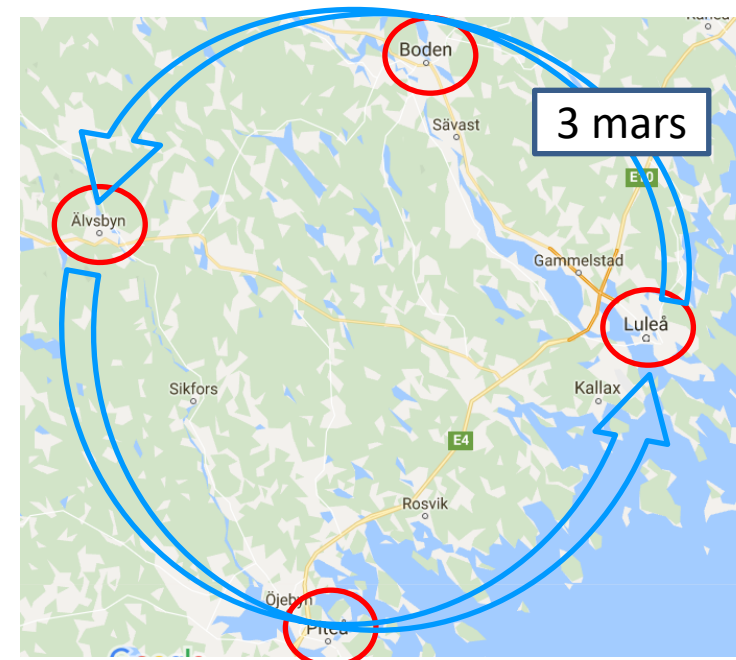 Boden
3 mars
Sävast
E10
Älvsbyn
Gammelstad
Luleå
Sikfors
Kallax
E4
Rosvik
Öjebyn
Piteå
Google